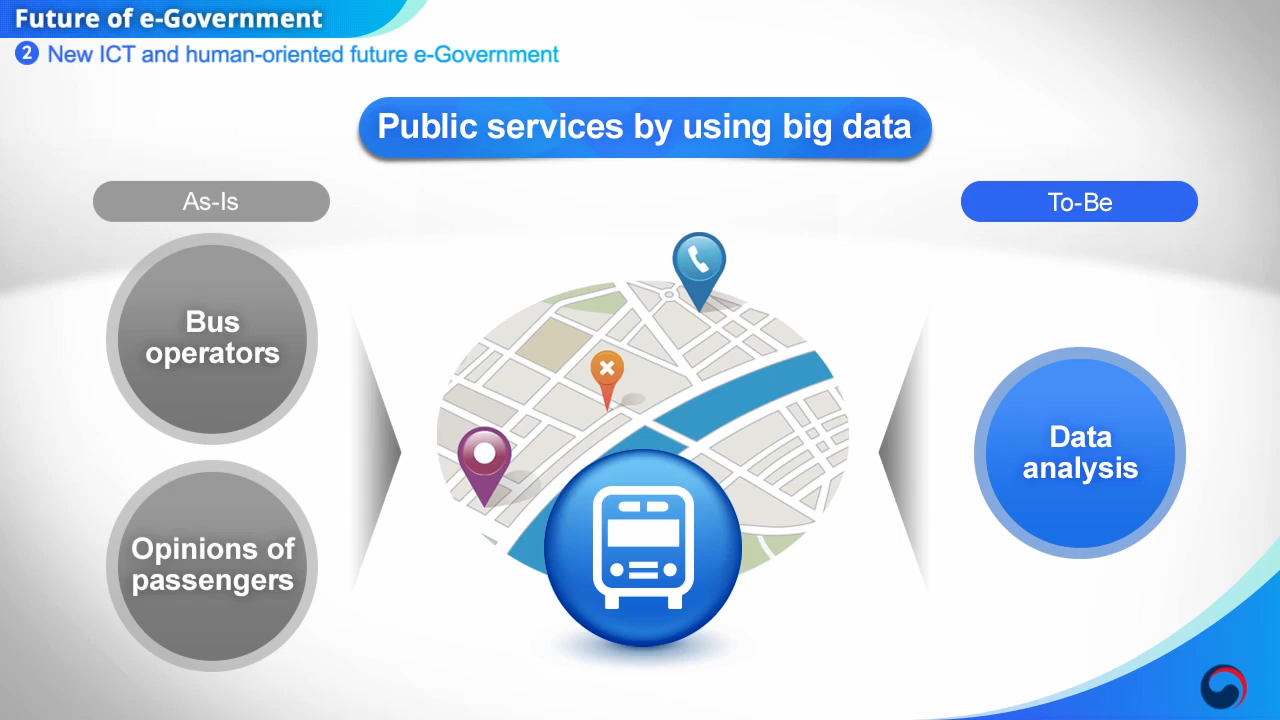 Future of e-Government
2 New ICT and human-oriented future e-Government
Public services by using big data
As-Is
To-Be
Bus
operators
Opinions of
passengers
Data
analysis